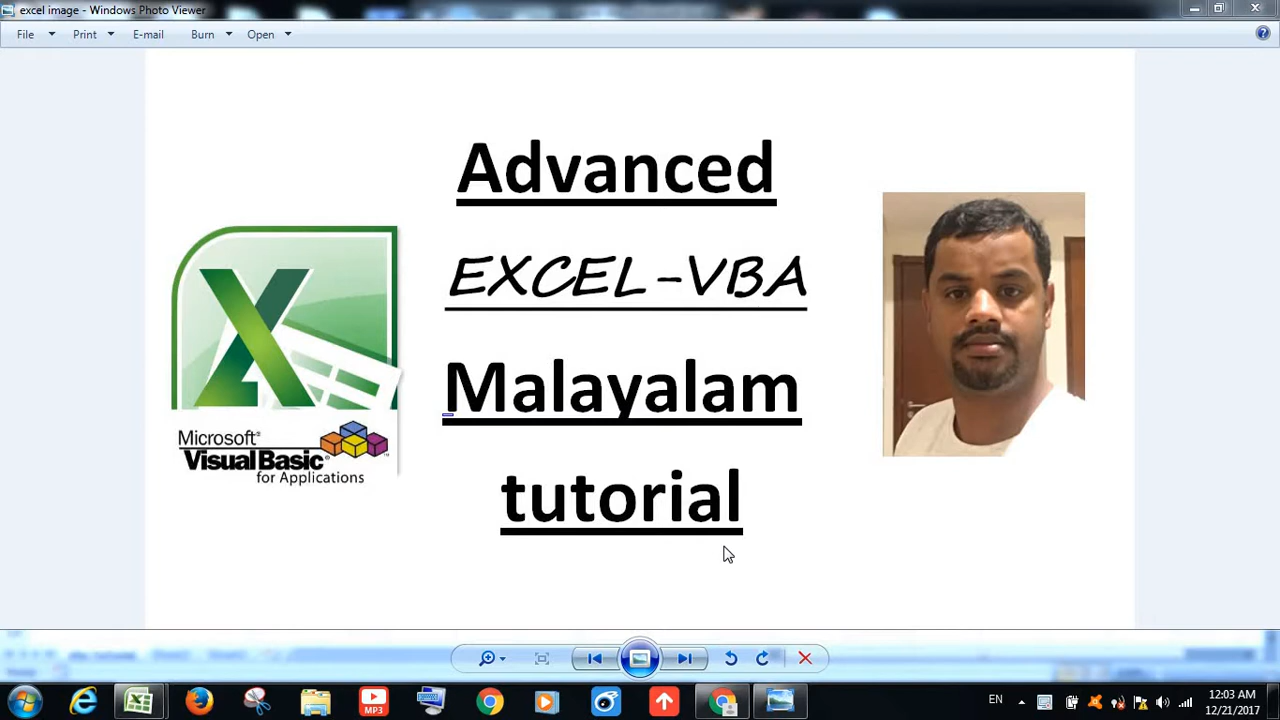 excel image - Windows Photo Viewer
File Print E-mail Burn Open
Advanced
EXCEL-VBA
Malayalam
tutorial
Microsoft
Visual Basic
for Applications
MP3
EN
12:03 AM
12/21/2017